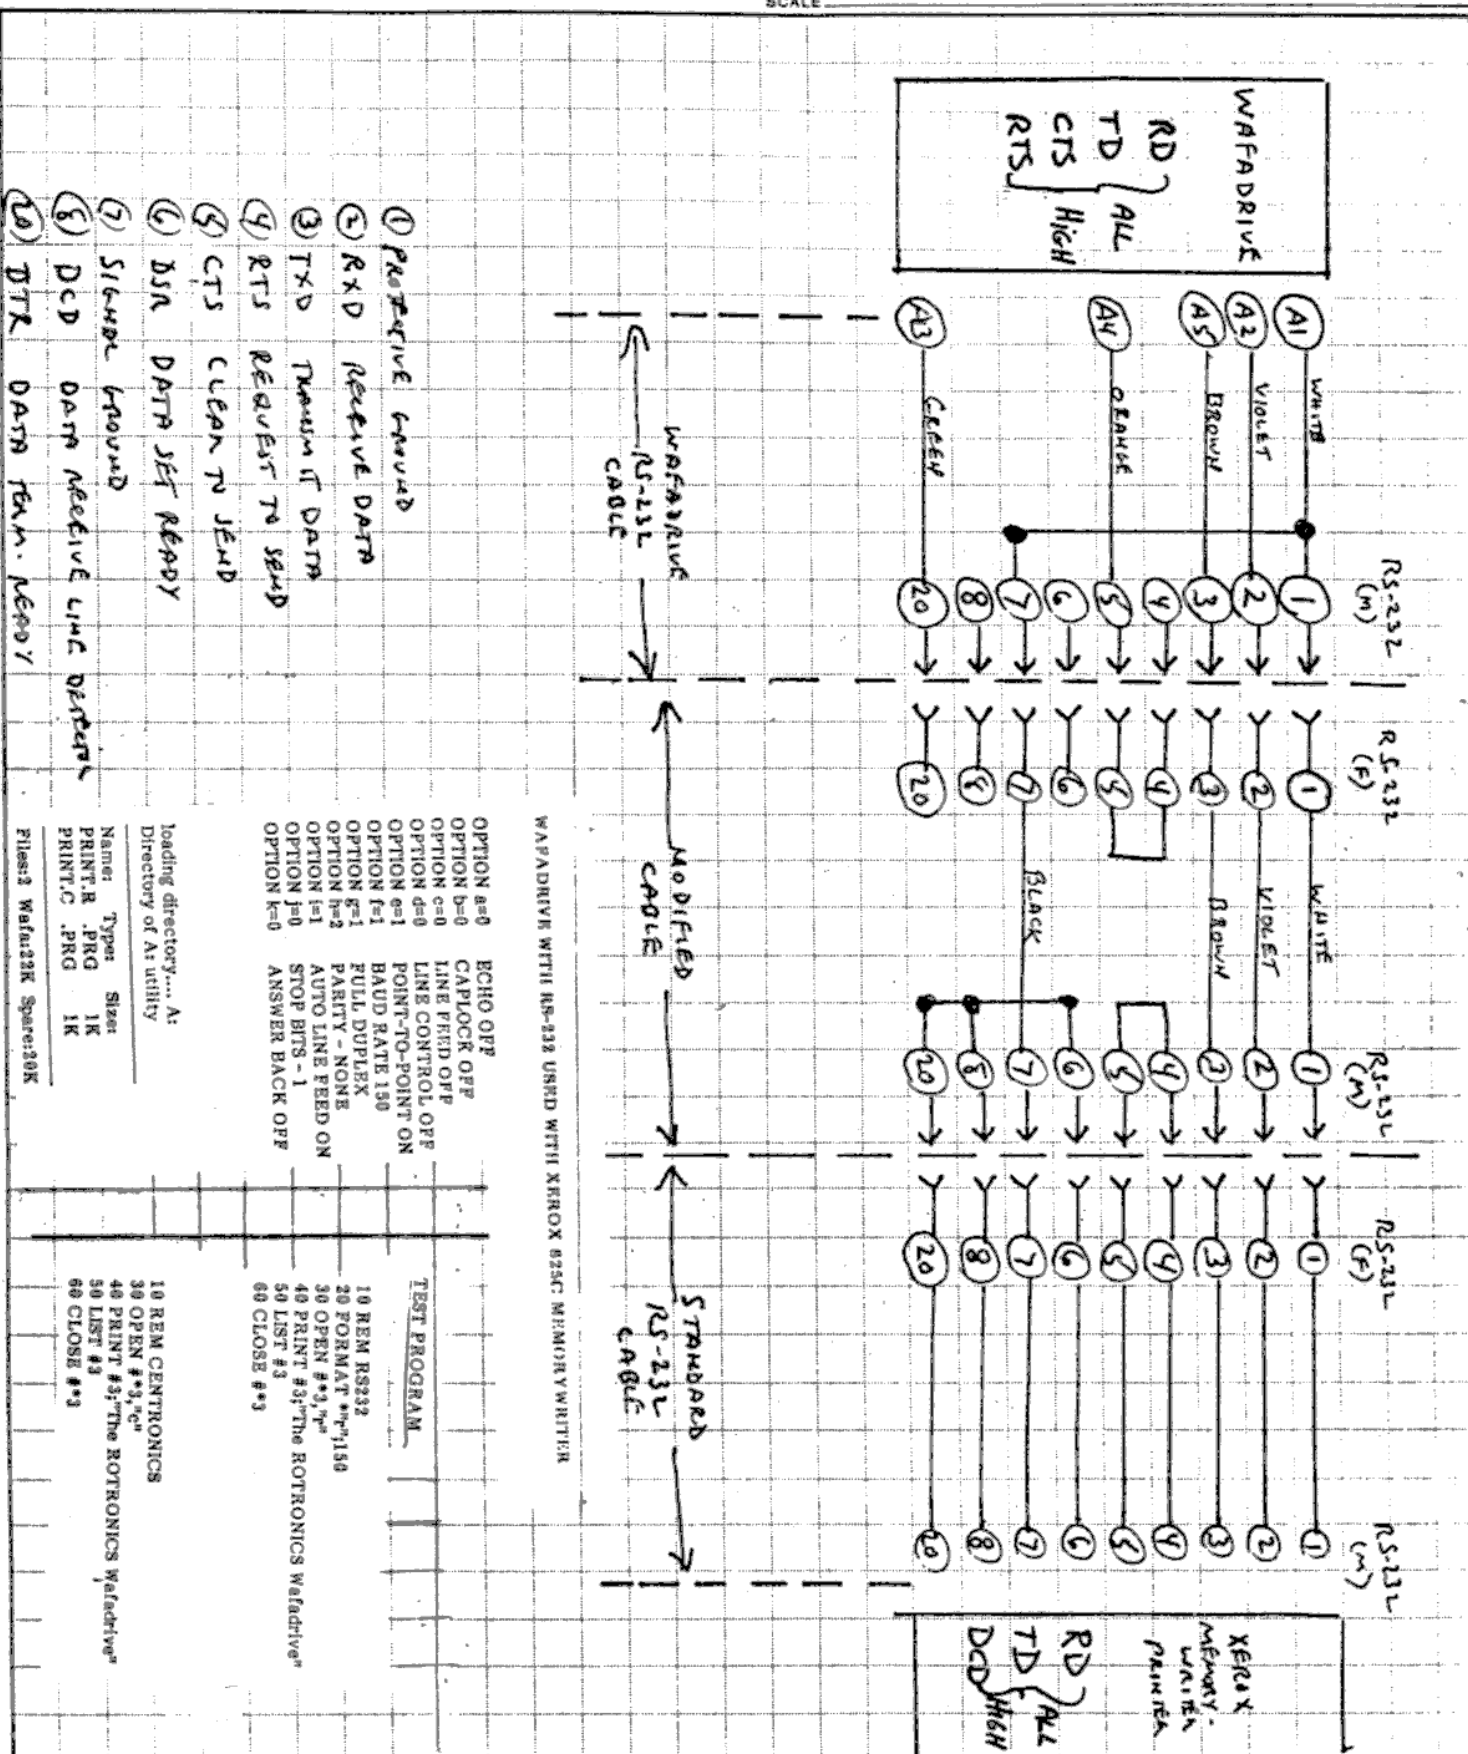 SCALE
WAFADRIVE
RD
TD
CTS
RTS
ALL
HIGH
A1
A2
A5
A4
A3
WHITE
VIOLET
BROWN
ORANGE
GREEN
RS-232
(M)
1
2
3
4
5
6
7
8
20
RS-232
(F)
1
2
3
4
5
6
7
8
20
WHITE
VIOLET
BROWN
BLACK
RS-232
(M)
1
2
3
4
5
6
7
8
20
RS-232
(F)
1
2
3
4
5
6
7
8
20
RS-232
(M)
1
2
3
4
5
6
7
8
20
XEROX
MEMORY-
WRITER
PRINTER
RD
TD
DCD
ALL
HIGH
WAFADRIVE
RS-232
CABLE
MODIFIED
CABLE
STANDARD
RS-232
CABLE
WAFADRIVE WITH RS-232 USED WITH XEROX 625C MEMORYWRITER
1 PROTECTIVE GROUND
2 RXD RECEIVE DATA
3 TXD TRANSMIT DATA
4 RTS REQUEST TO SEND
5 CTS CLEAR TO SEND
6 DSR DATA SET READY
7 SIGNAL GROUND
8 DCD DATA RECEIVE LINE DETECTOR
20 DTR DATA TERM. READY
OPTION a=0 ECHO OFF
OPTION b=0 CAPLOCK OFF
OPTION c=0 LINE FEED OFF
OPTION d=0 LINE CONTROL OFF
OPTION e=1 POINT-TO-POINT ON
OPTION f=1 BAUD RATE 150
OPTION g=1 FULL DUPLEX
OPTION h=2 PARITY - NONE
OPTION i=1 AUTO LINE FEED ON
OPTION j=0 STOP BITS - 1
OPTION k=0 ANSWER BACK OFF
loading directory.... A:
Directory of A: utility
Name: Type: Size:
PRINT.R .PRG 1K
PRINT.C .PRG 1K
Files:2 Wafa:22K Spare:20K
TEST PROGRAM
10 REM RS232
20 FORMAT *"r";150
30 OPEN #*3,"r"
40 PRINT #3;"The ROTRONICS Wafadrive"
50 LIST #3
60 CLOSE #*3
10 REM CENTRONICS
30 OPEN #*3,"c"
40 PRINT #3;"The ROTRONICS Wafadrive"
50 LIST #3
60 CLOSE #*3